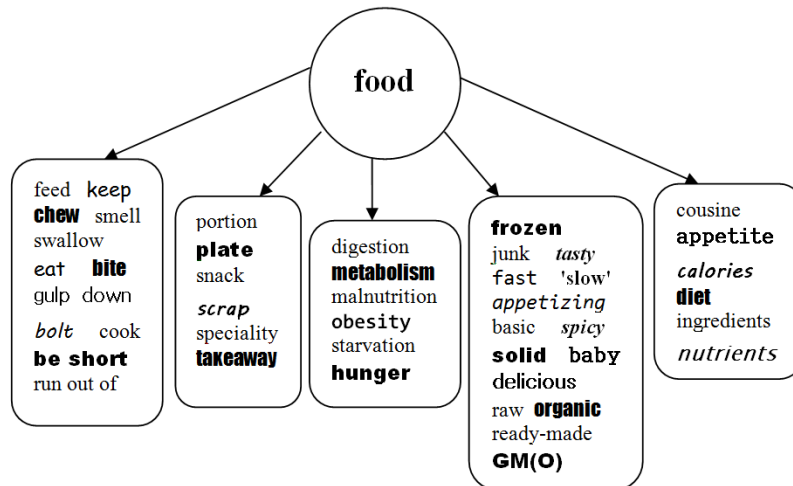 food
feed keep
chew smell
swallow
eat bite
gulp down
bolt cook
be short
run out of
portion
plate
snack
scrap
speciality
takeaway
digestion
metabolism
malnutrition
obesity
starvation
hunger
frozen
junk tasty
fast 'slow'
appetizing
basic spicy
solid baby
delicious
raw organic
ready-made
GM(O)
cousine
appetite
calories
diet
ingredients
nutrients